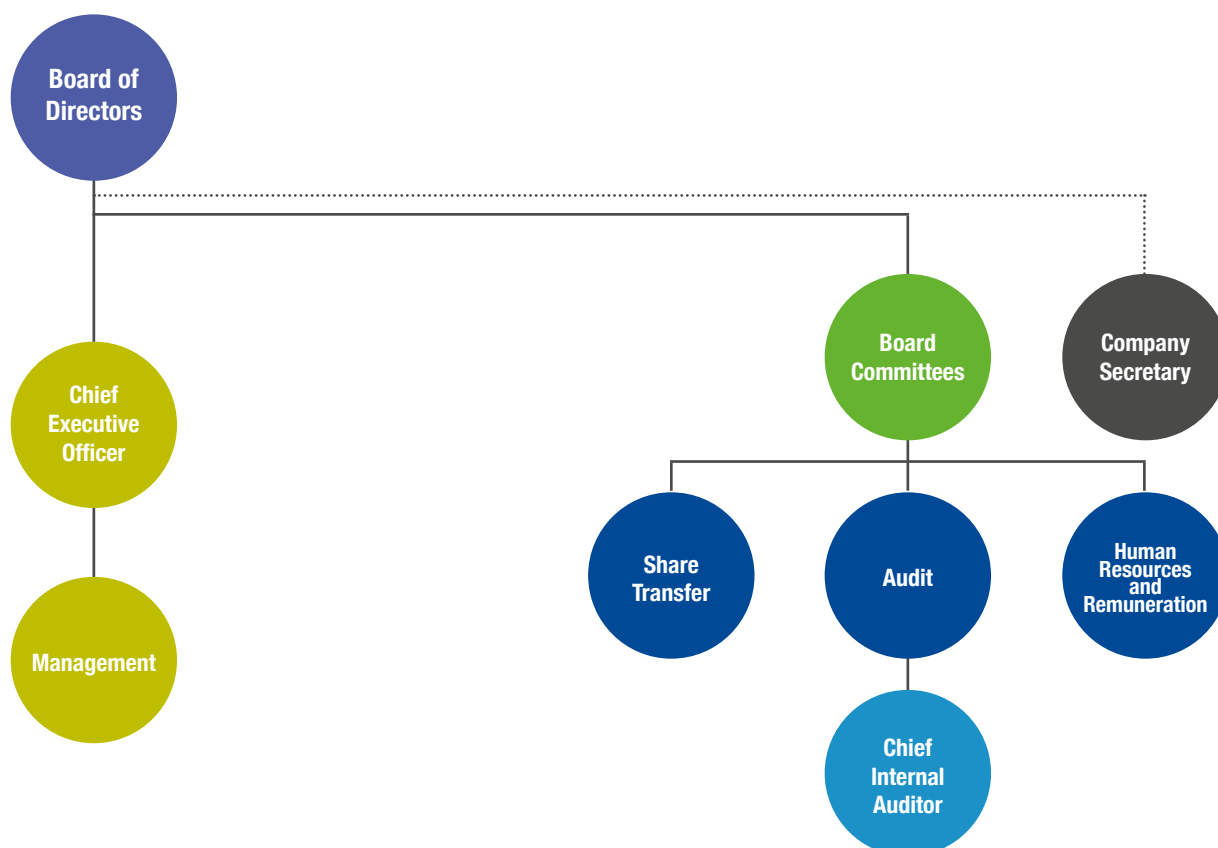 Board of
Directors
Board
Committees
Company
Secretary
Chief
Executive
Officer
Share
Transfer
Audit
Human
Resources
and
Remuneration
Management
Chief
Internal
Auditor